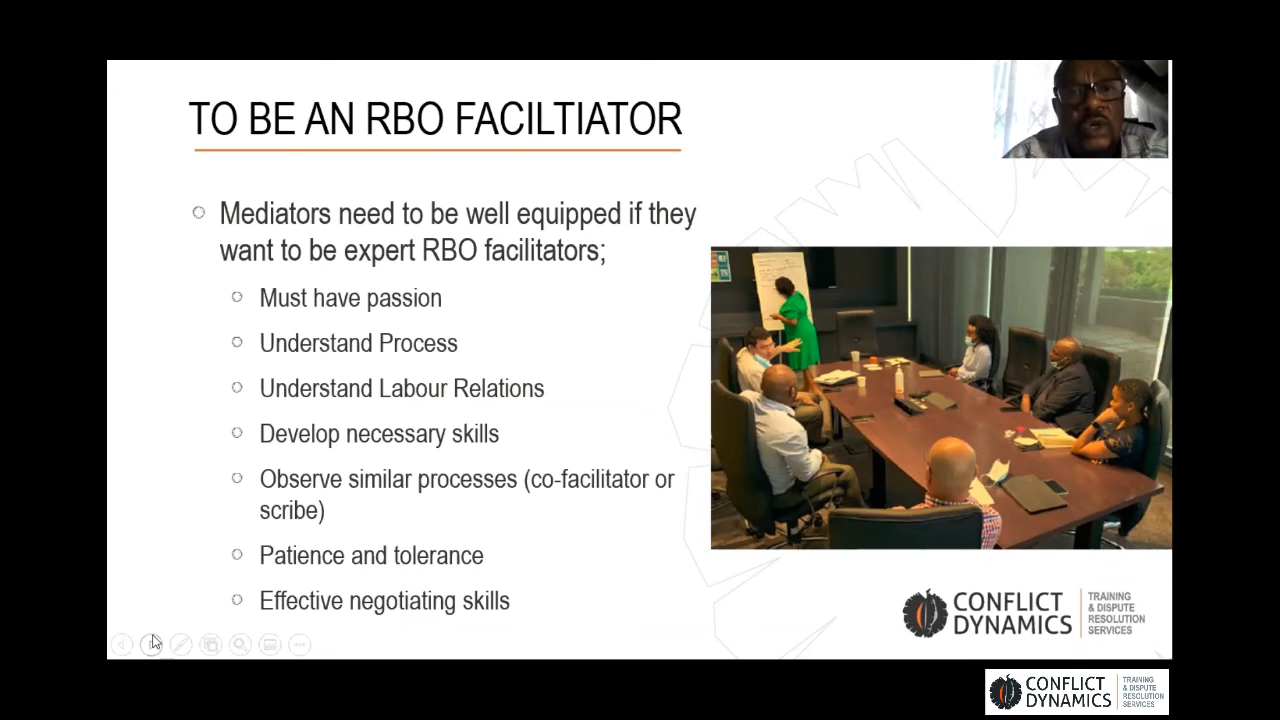 TO BE AN RBO FACILTIATOR
Mediators need to be well equipped if they
want to be expert RBO facilitators;
Must have passion
Understand Process
Understand Labour Relations
Develop necessary skills
Observe similar processes (co-facilitator or
scribe)
Patience and tolerance
Effective negotiating skills
CONFLICT
DYNAMICS
TRAINING
& DISPUTE
RESOLUTION
SERVICES
CONFLICT
DYNAMICS
TRAINING
& DISPUTE
RESOLUTION
SERVICES